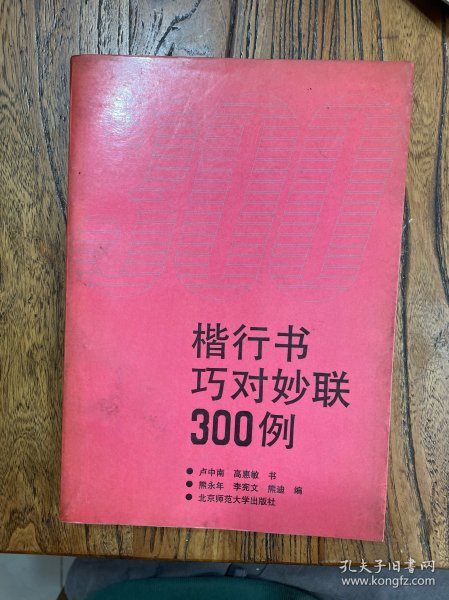 300
楷行书
巧对妙联
300例
● 卢中南 高惠敏 书
● 熊永年 李宪文 熊迪 编
● 北京师范大学出版社
孔夫子旧书网
www.kongfz.com